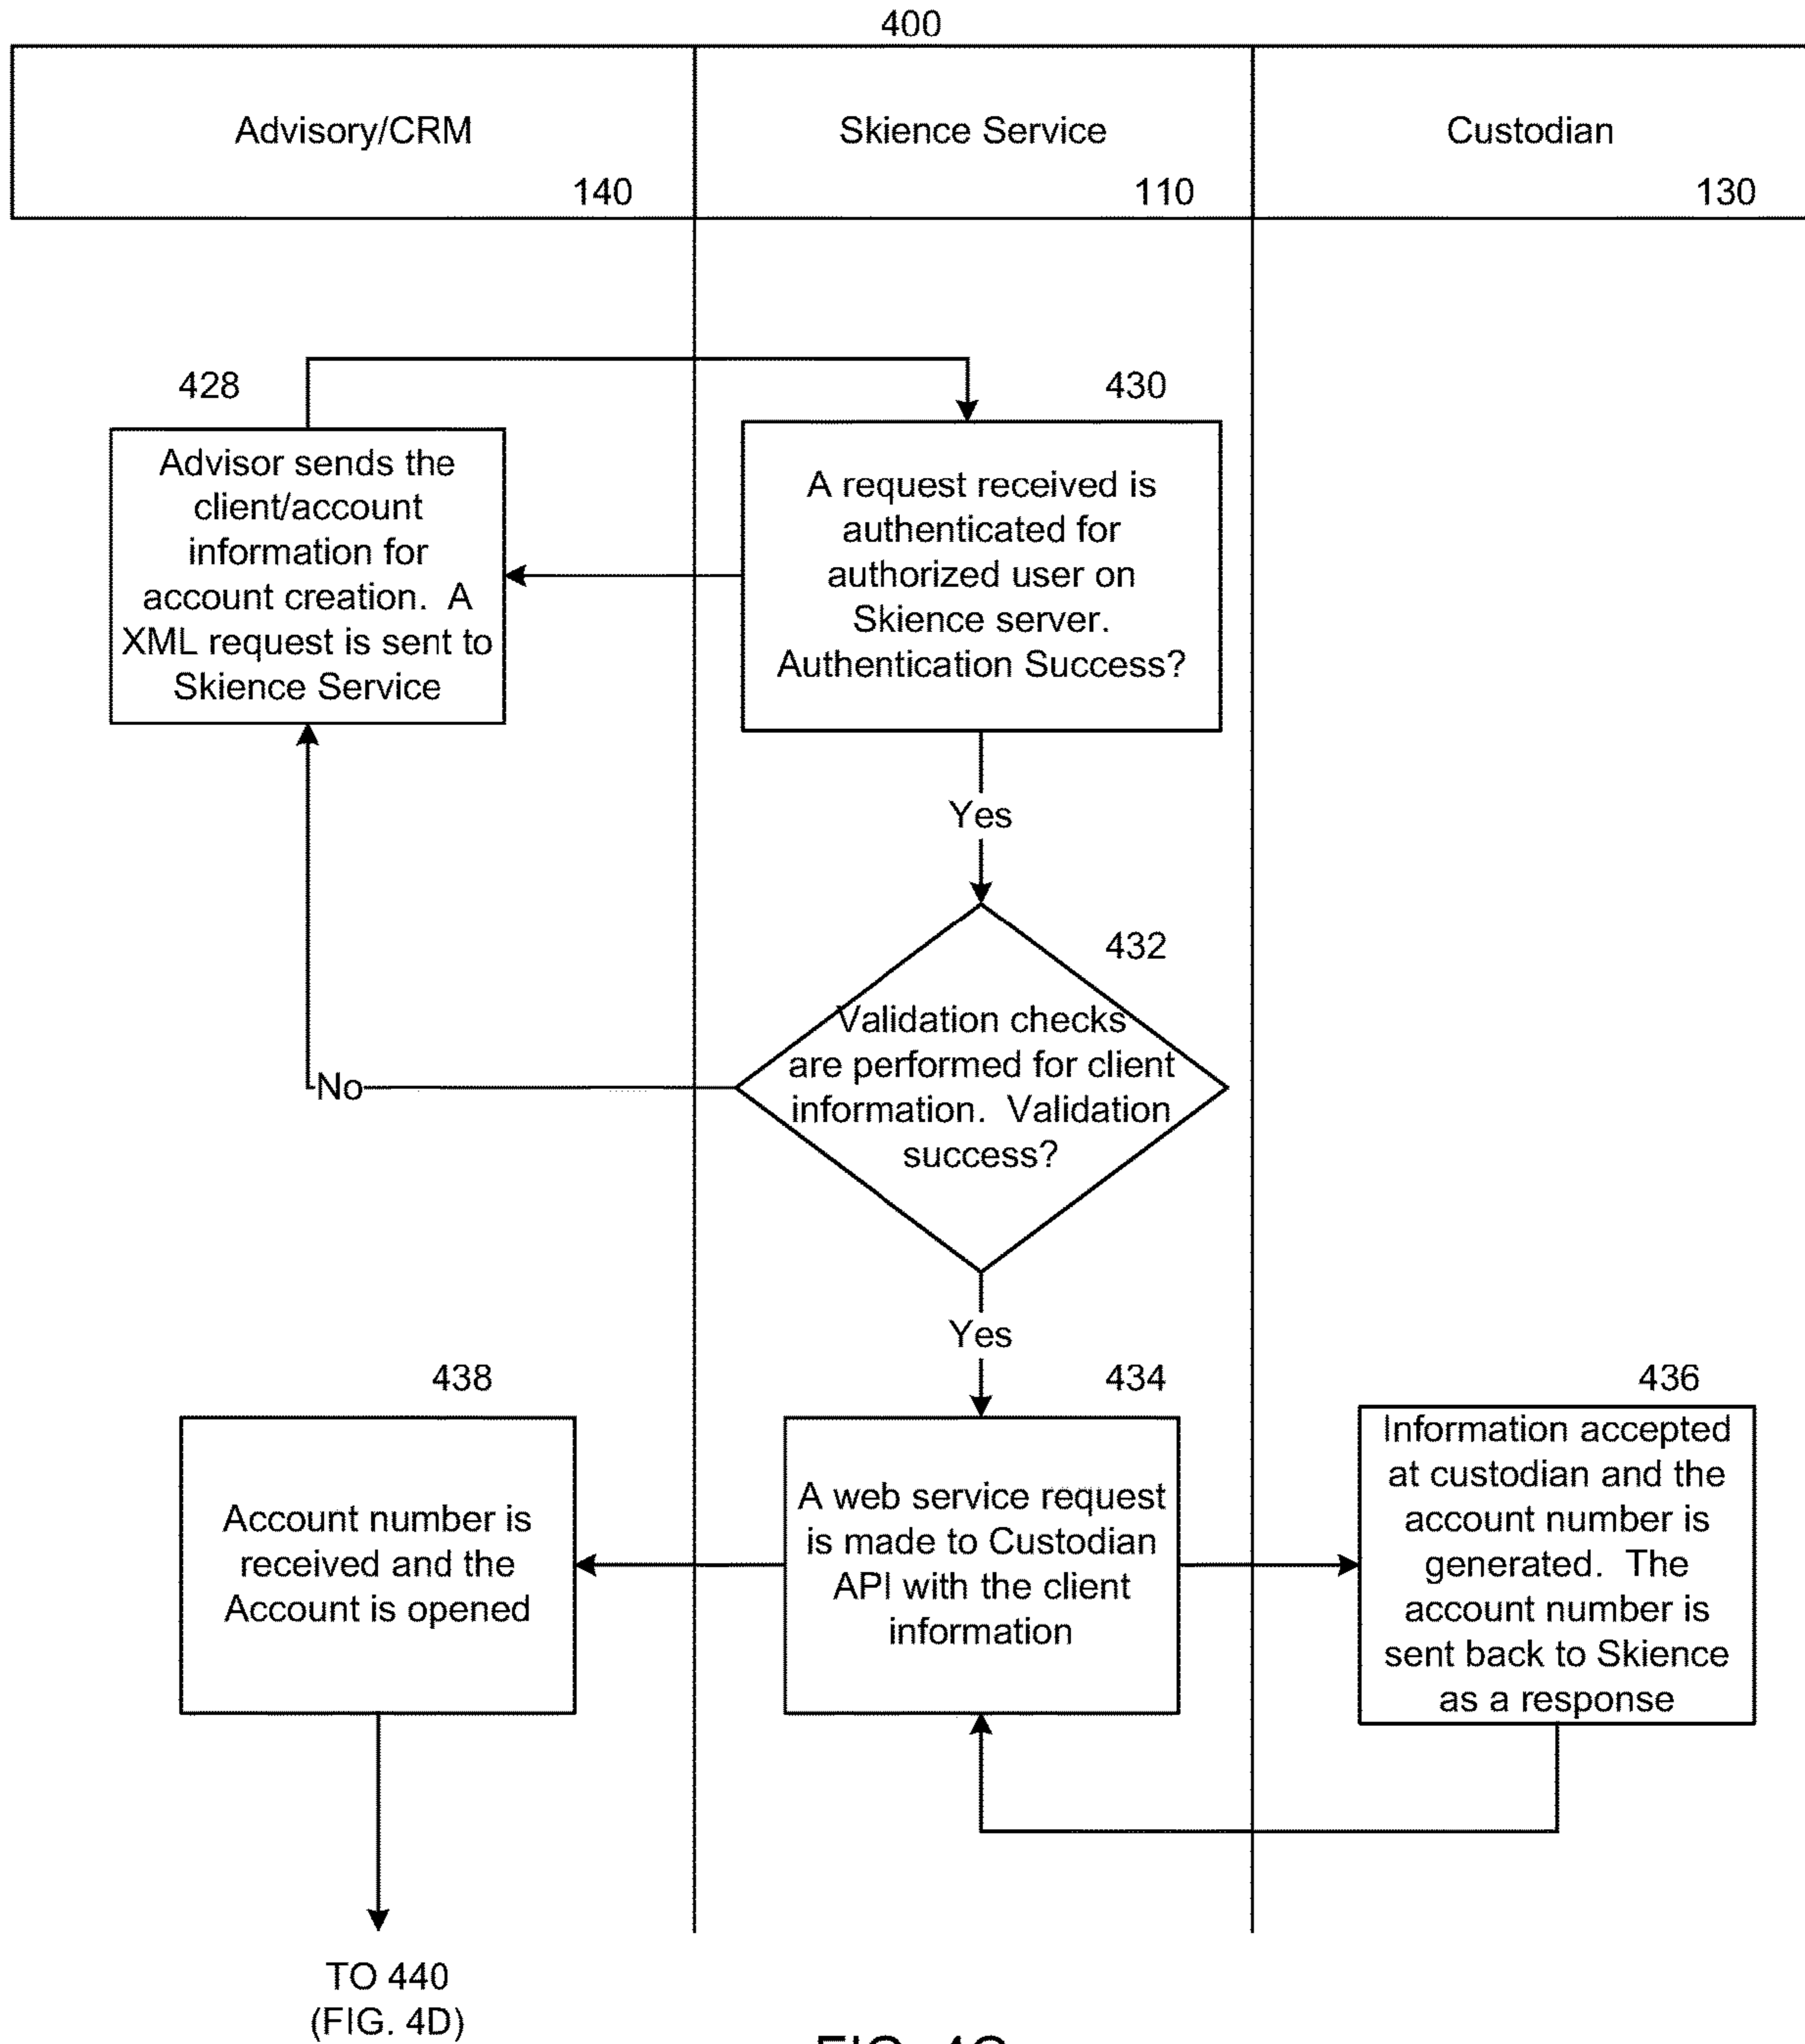 400
Advisory/CRM
140
Skience Service
110
Custodian
130
428
Advisor sends the
client/account
information for
account creation.  A
XML request is sent to
Skience Service
430
A request received is
authenticated for
authorized user on
Skience server.
Authentication Success?
Yes
432
Validation checks
are performed for client
information.  Validation
success?
No
Yes
438
Account number is
received and the
Account is opened
434
A web service request
is made to Custodian
API with the client
information
436
Information accepted
at custodian and the
account number is
generated.  The
account number is
sent back to Skience
as a response
TO 440
(FIG. 4D)